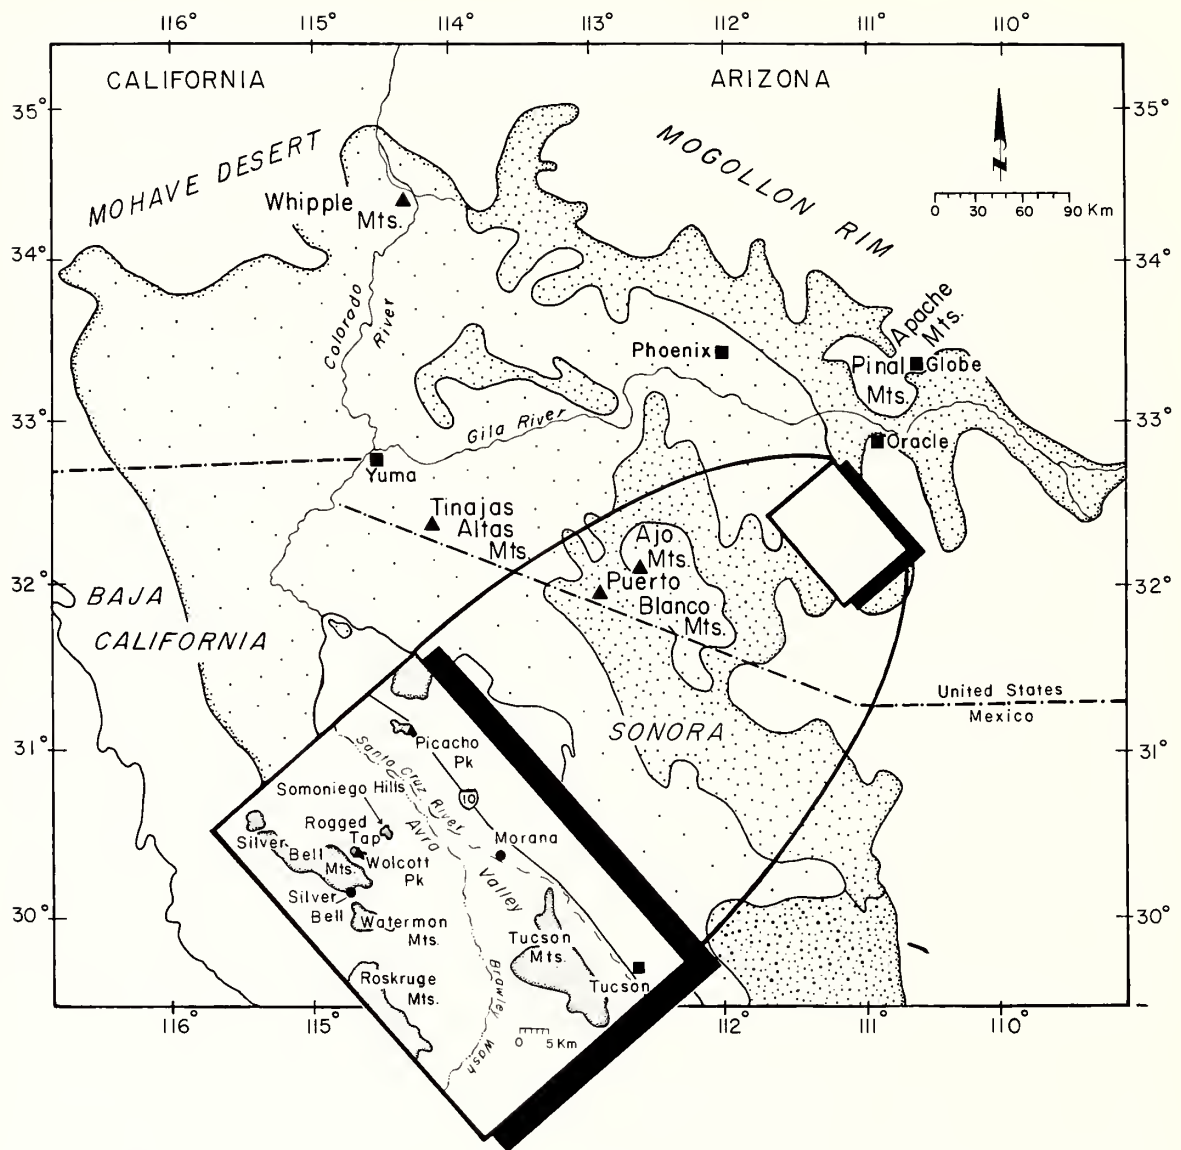 116° 115° 114° 113° 112° 111° 110°
CALIFORNIA
ARIZONA
35°
35°
MOHAVE DESERT
MOGOLLON RIM
N
0 30 60 90 Km
Whipple
Mts.
34°
34°
Colorado
River
Apache
Mts.
Phoenix
Pinal
Mts.
Globe
33°
33°
Gila River
Oracle
Yuma
Tinajas
Altas
Mts.
Ajo
Mts.
32°
32°
Puerto
Blanco
Mts.
BAJA
CALIFORNIA
United States
Mexico
SONORA
31°
31°
Picacho
Pk
Santa Cruz River
Somoniego Hills
10
Rogged
Tap
Avra
Valley
Morana
Silver
Bell
Mts.
Wolcott
Pk
Silver
Bell
30°
30°
Watermon
Mts.
Tucson
Mts.
Roskruge
Mts.
Tucson
Brawley
Wash
0 5 Km
116° 115° 112° 111° 110°